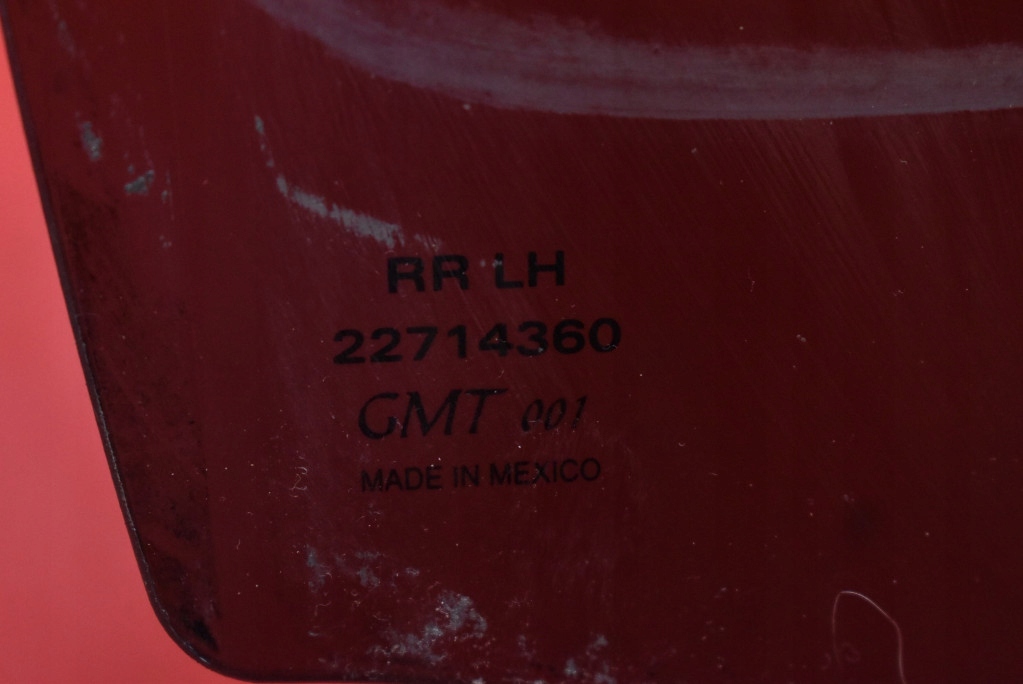 RR LH
22714360
GMT 001
MADE IN MEXICO